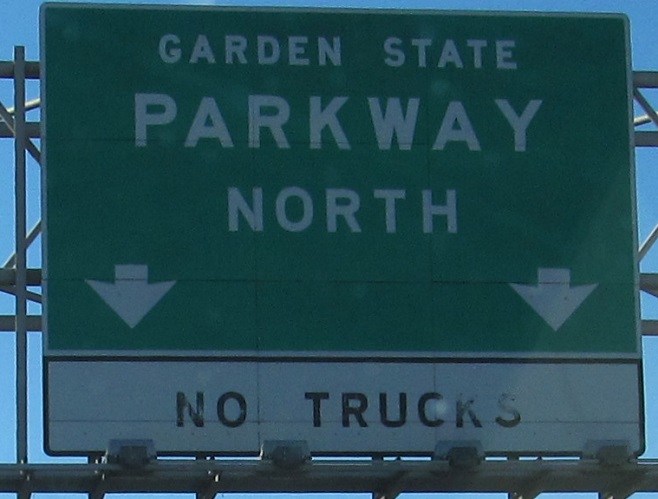 GARDEN STATE
PARKWAY
NORTH
NO TRUCKS